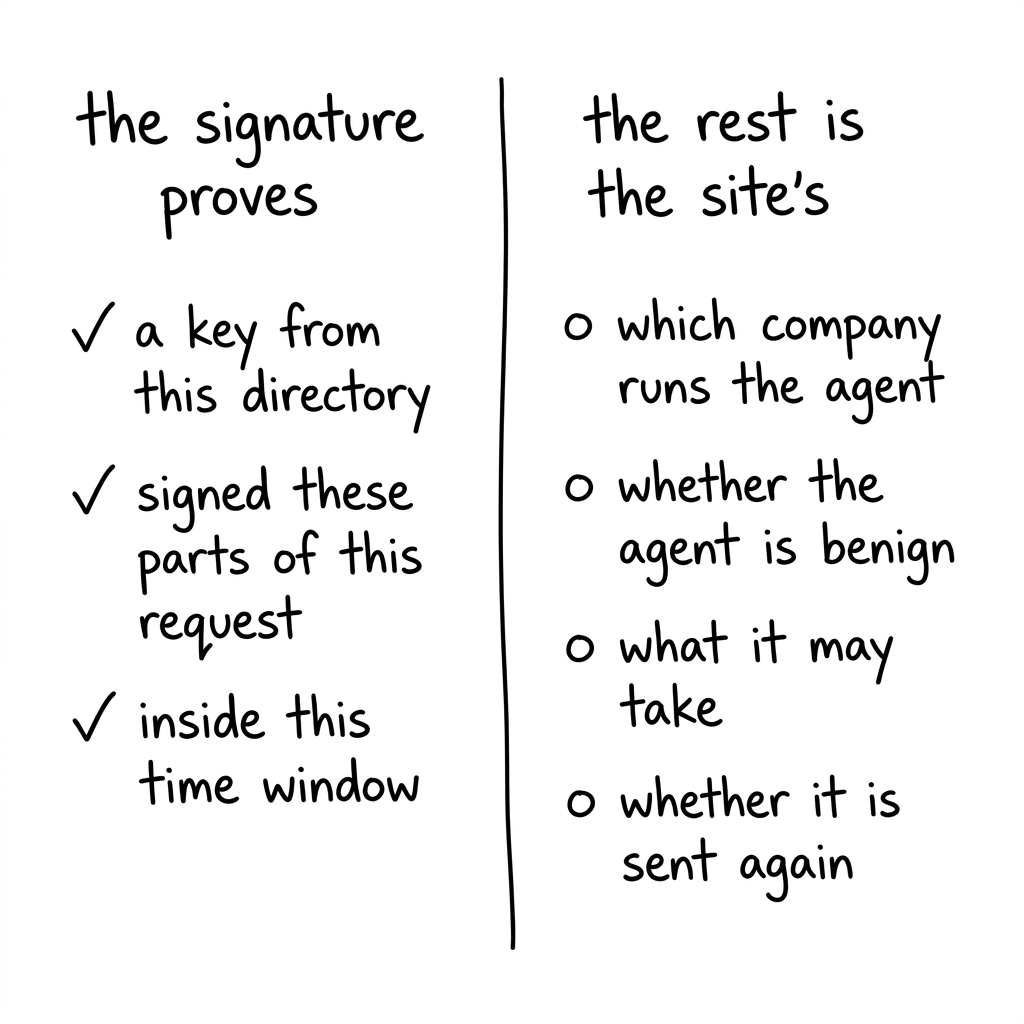 the signature
proves
✓ a key from
this directory
✓ signed these
parts of this
request
✓ inside this
time window
the rest is
the site's
○ which company
runs the agent
○ whether the
agent is benign
○ what it may
take
○ whether it is
sent again